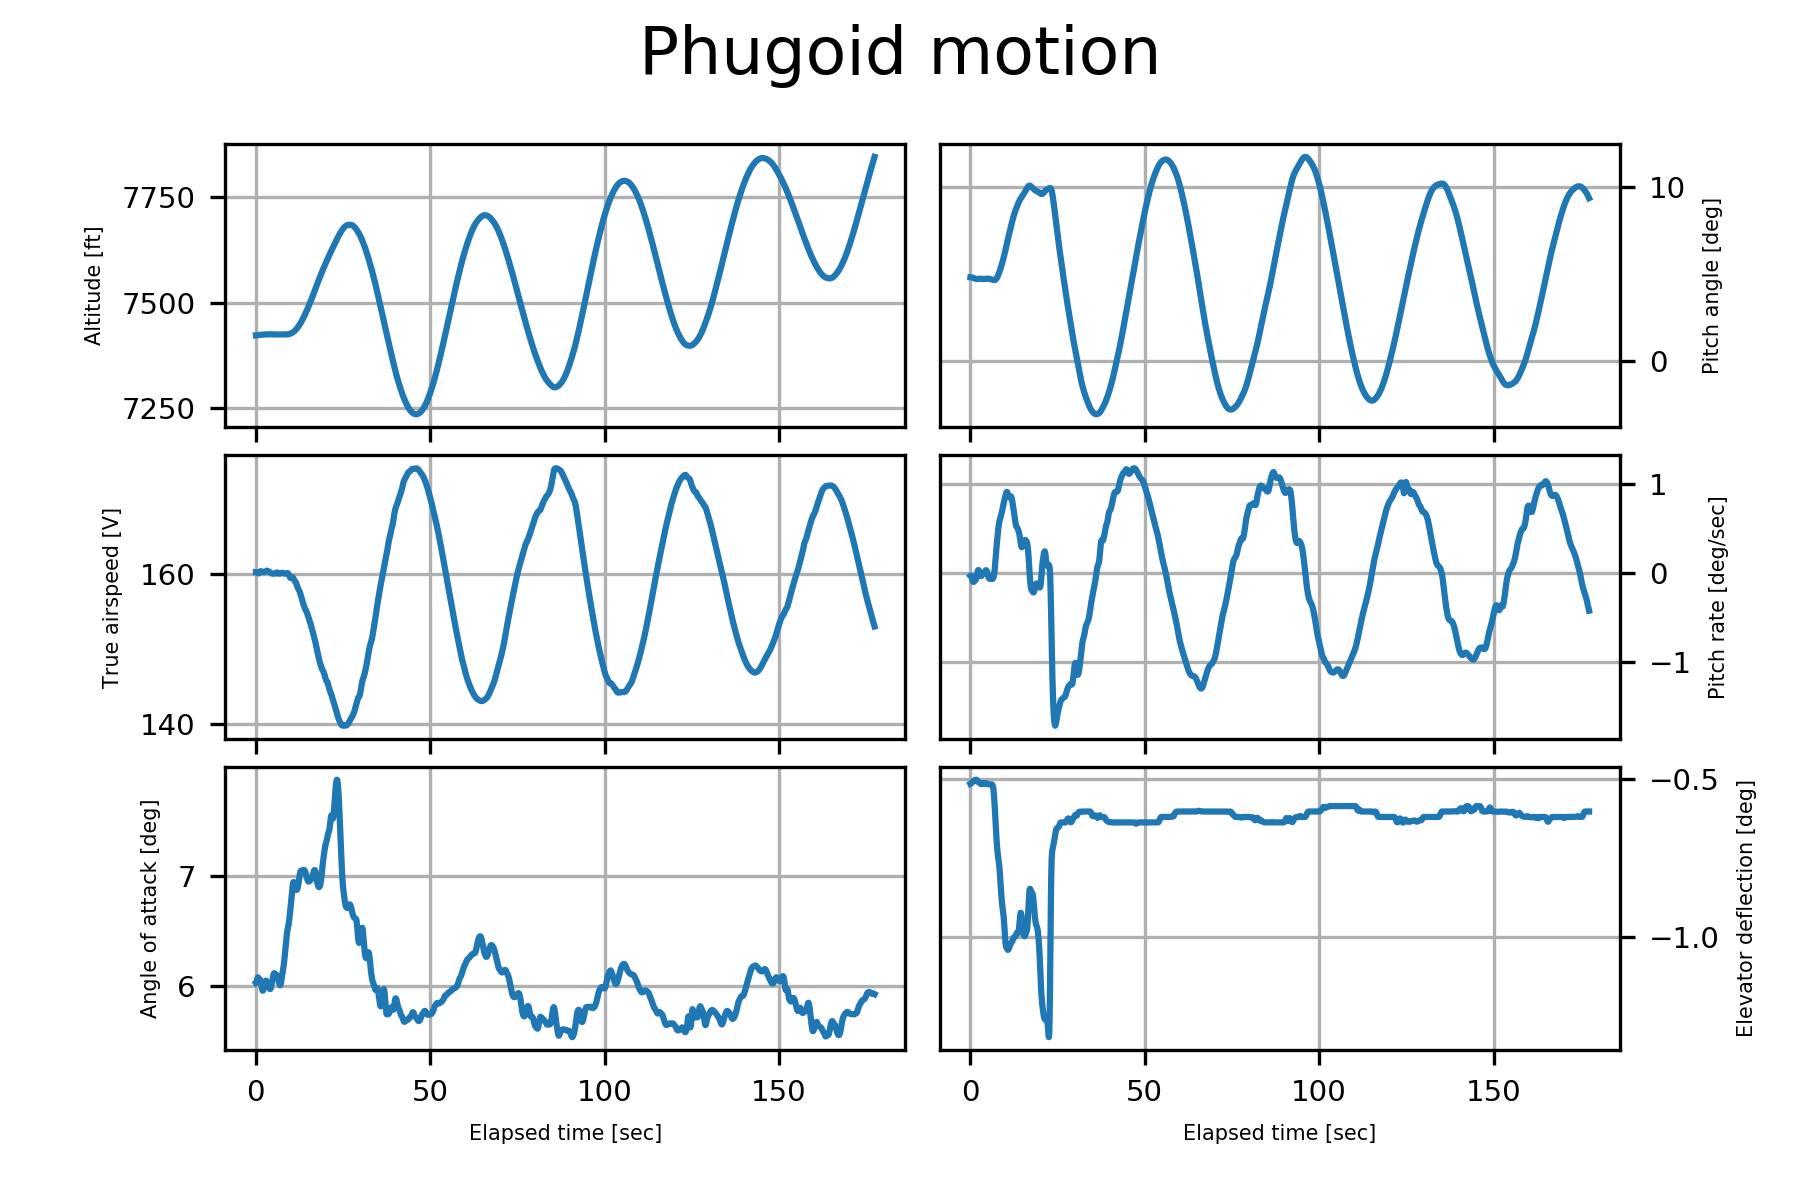 Phugoid motion
Altitude [ft]
7750
7500
7250
10
0
Pitch angle [deg]
True airspeed [V]
160
140
1
0
−1
Pitch rate [deg/sec]
Angle of attack [deg]
7
6
−0.5
−1.0
Elevator deflection [deg]
0 50 100 150
0 50 100 150
Elapsed time [sec]
Elapsed time [sec]